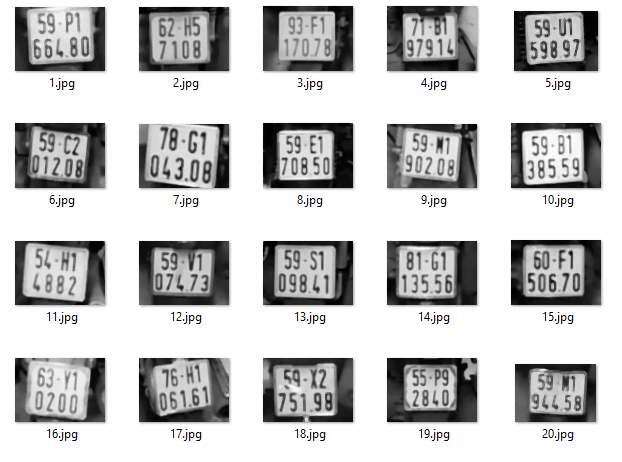 59-P1
664.80
1.jpg
62-H5
7108
2.jpg
93-F1
170.78
3.jpg
71-B1
97914
4.jpg
59-U1
598.97
5.jpg
59-C2
012.08
6.jpg
78-G1
043.08
7.jpg
59-E1
708.50
8.jpg
59-M1
902.08
9.jpg
59-B1
385.59
10.jpg
54-H1
4882
11.jpg
59-V1
074.73
12.jpg
59-S1
098.41
13.jpg
81-G1
135.56
14.jpg
60-F1
506.70
15.jpg
63-Y1
0200
16.jpg
76-H1
061.61
17.jpg
59-X2
751.98
18.jpg
55-P9
2840
19.jpg
59-M1
944.58
20.jpg